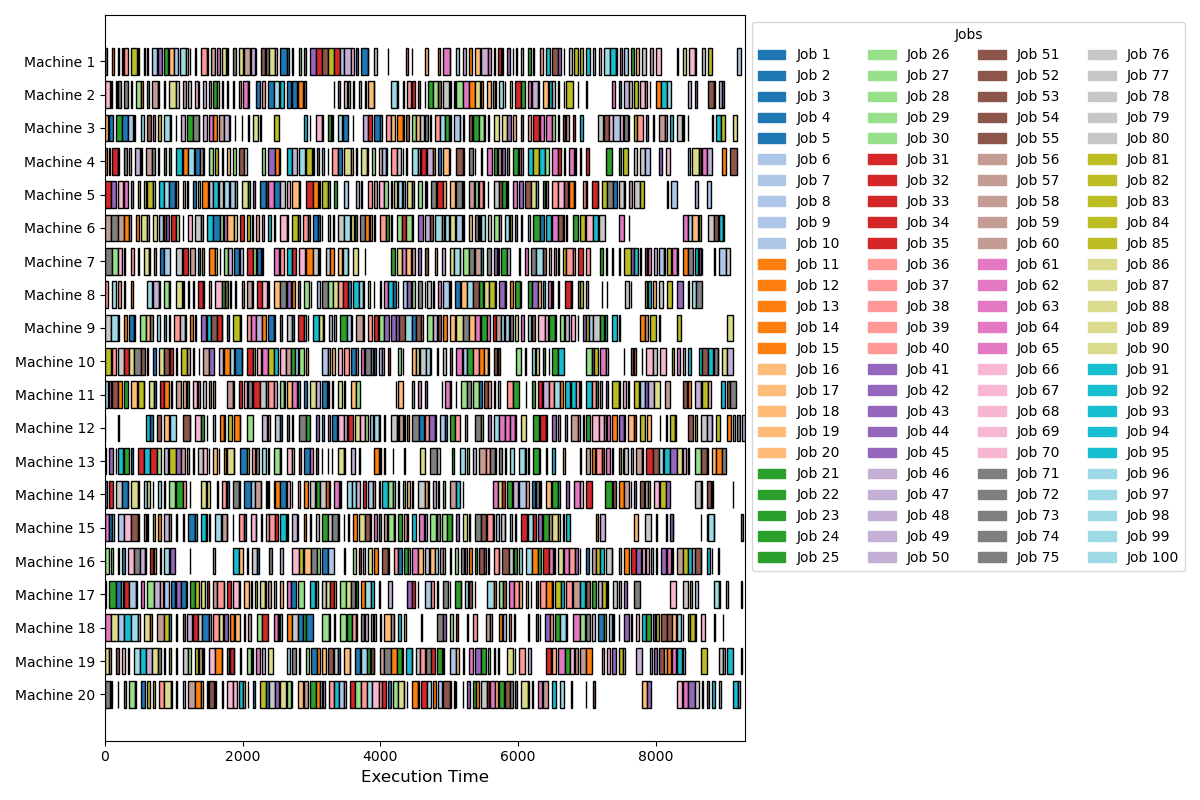 Machine 1
Machine 2
Machine 3
Machine 4
Machine 5
Machine 6
Machine 7
Machine 8
Machine 9
Machine 10
Machine 11
Machine 12
Machine 13
Machine 14
Machine 15
Machine 16
Machine 17
Machine 18
Machine 19
Machine 20
0 2000 4000 6000 8000
Execution Time
Jobs
Job 1 Job 26 Job 51 Job 76
Job 2 Job 27 Job 52 Job 77
Job 3 Job 28 Job 53 Job 78
Job 4 Job 29 Job 54 Job 79
Job 5 Job 30 Job 55 Job 80
Job 6 Job 31 Job 56 Job 81
Job 7 Job 32 Job 57 Job 82
Job 8 Job 33 Job 58 Job 83
Job 9 Job 34 Job 59 Job 84
Job 10 Job 35 Job 60 Job 85
Job 11 Job 36 Job 61 Job 86
Job 12 Job 37 Job 62 Job 87
Job 13 Job 38 Job 63 Job 88
Job 14 Job 39 Job 64 Job 89
Job 15 Job 40 Job 65 Job 90
Job 16 Job 41 Job 66 Job 91
Job 17 Job 42 Job 67 Job 92
Job 18 Job 43 Job 68 Job 93
Job 19 Job 44 Job 69 Job 94
Job 20 Job 45 Job 70 Job 95
Job 21 Job 46 Job 71 Job 96
Job 22 Job 47 Job 72 Job 97
Job 23 Job 48 Job 73 Job 98
Job 24 Job 49 Job 74 Job 99
Job 25 Job 50 Job 75 Job 100